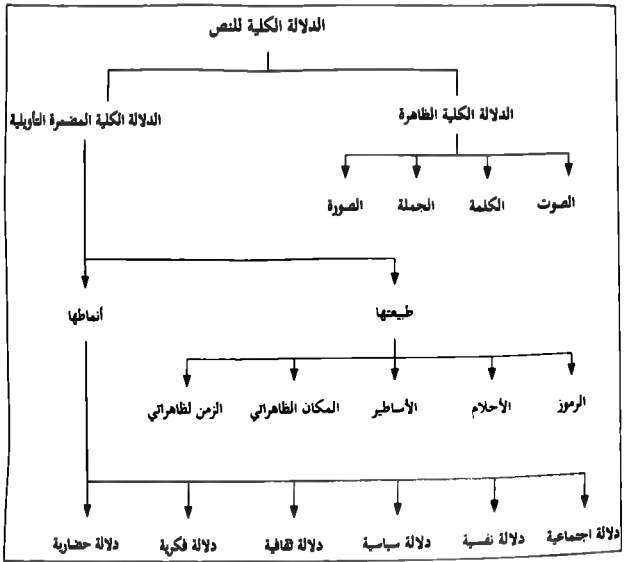 الدلالة الكلية للنص
الدلالة الكلية الظاهرة
الدلالة الكلية المضمرة التأويلية
الصوت
الكلمة
الجملة
الصورة
طبيعتها
أنماطها
الرموز
الأحلام
الأساطير
المكان الظاهراتي
الزمن لظاهراتي
دلالة اجتماعية
دلالة نفسية
دلالة سياسية
دلالة ثقافية
دلالة فكرية
دلالة حضارية